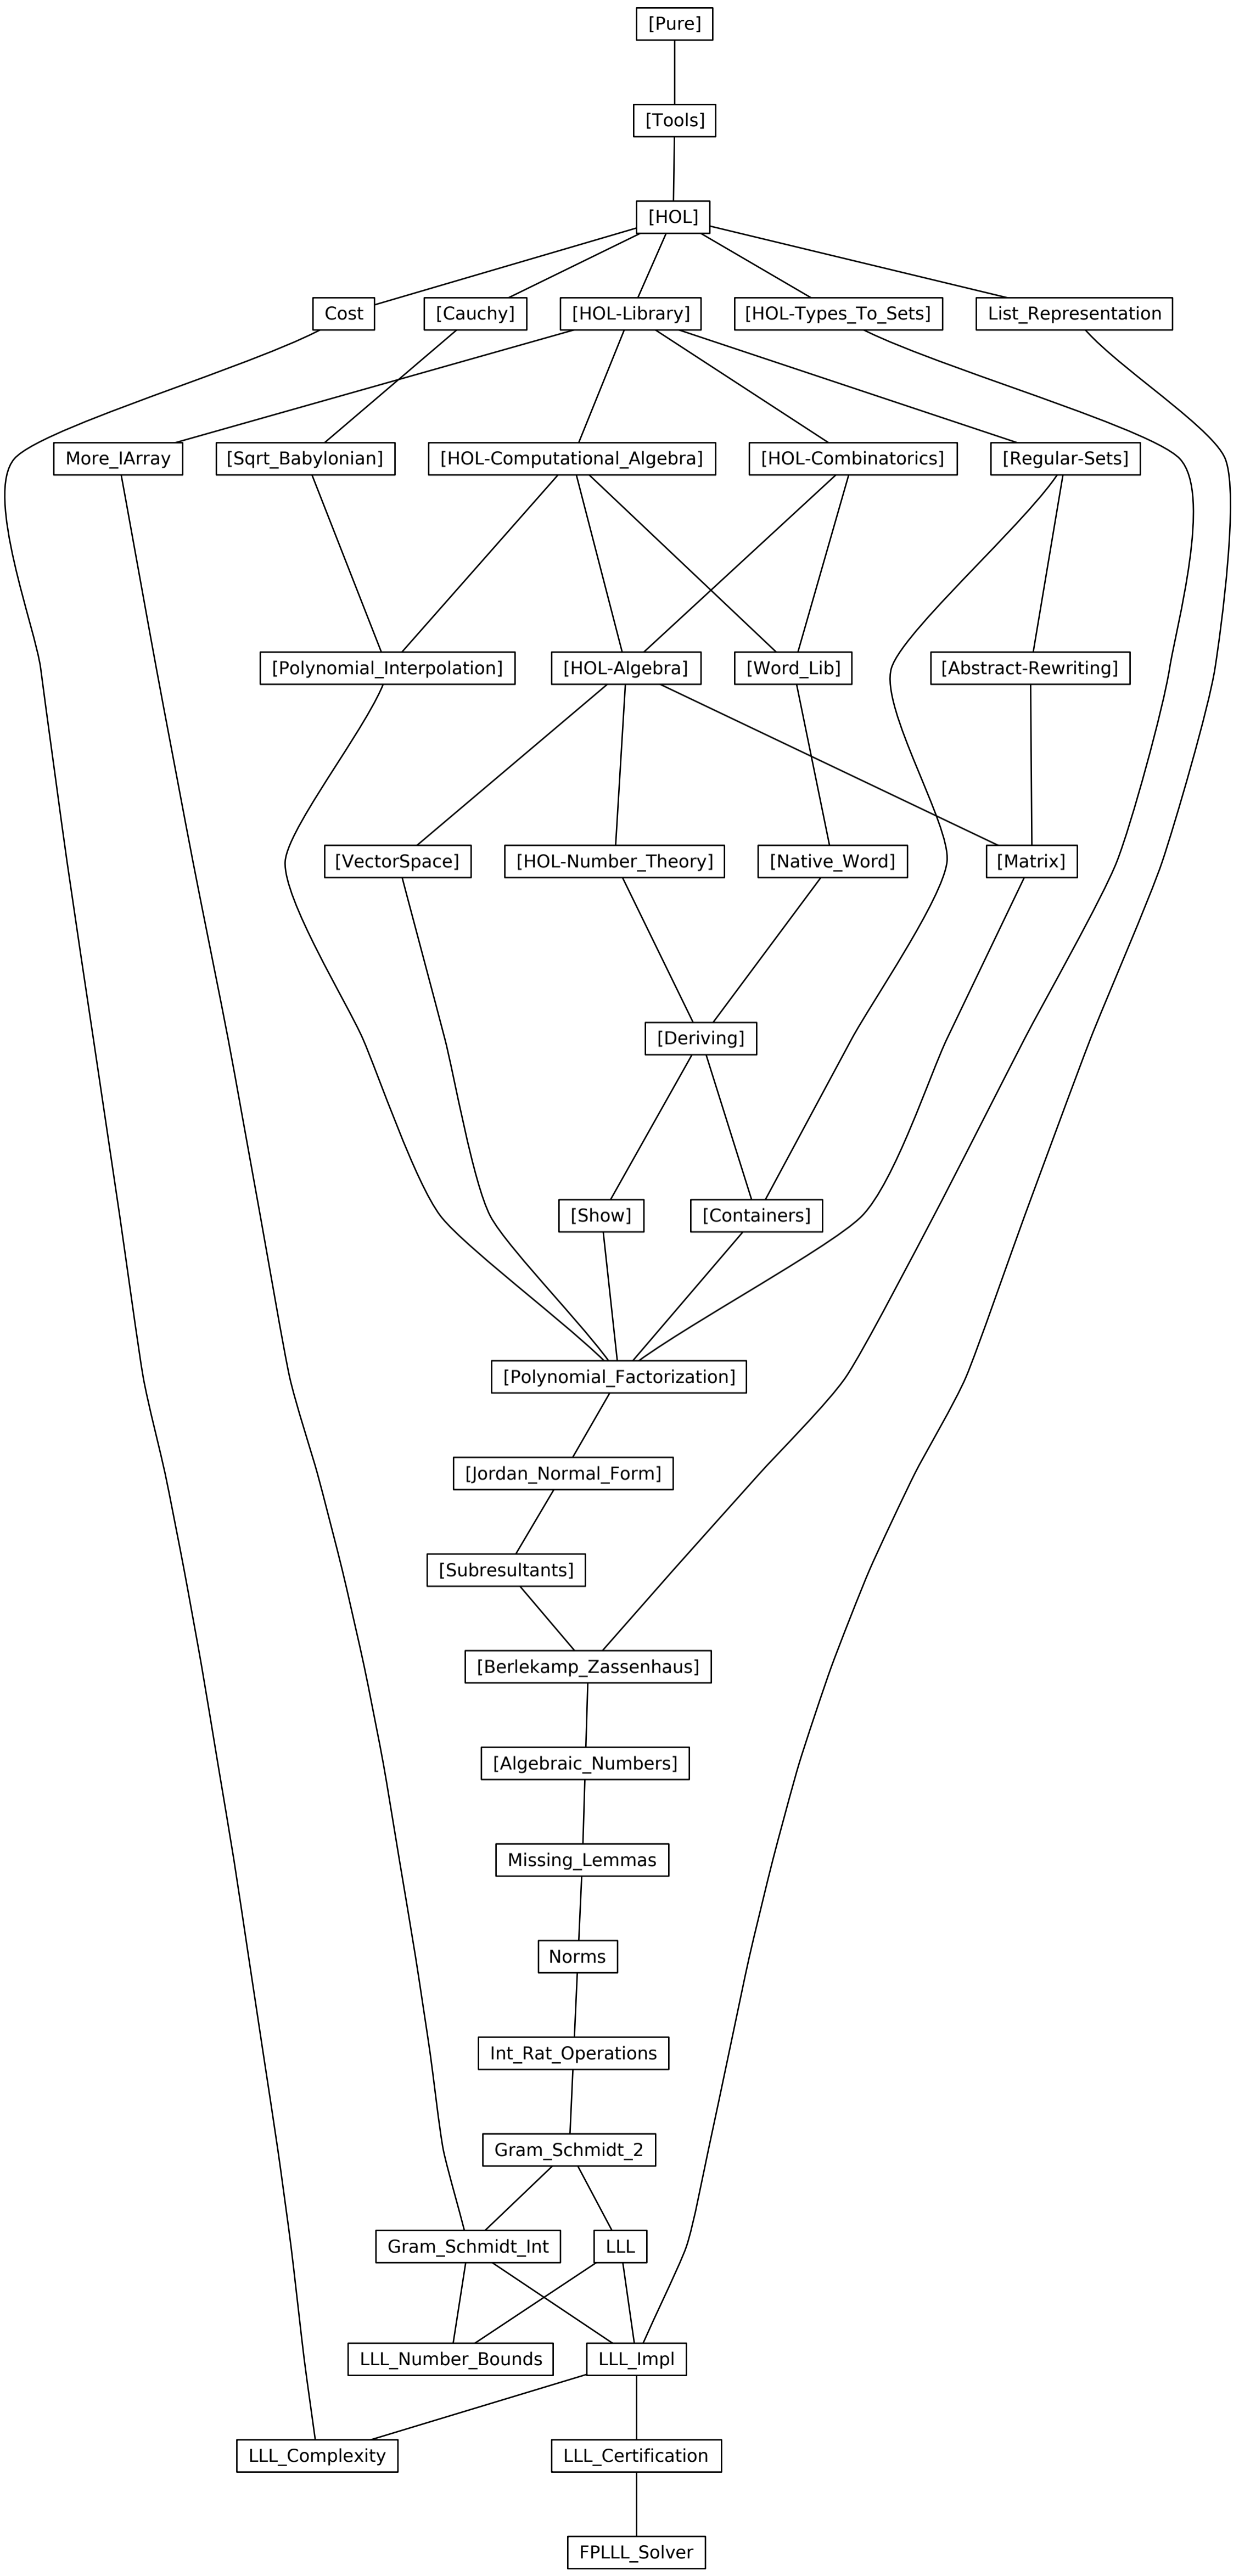 [Pure]
[Tools]
[HOL]
Cost
[Cauchy]
[HOL-Library]
[HOL-Types_To_Sets]
List_Representation
More_IArray
[Sqrt_Babylonian]
[HOL-Computational_Algebra]
[HOL-Combinatorics]
[Regular-Sets]
[Polynomial_Interpolation]
[HOL-Algebra]
[Word_Lib]
[Abstract-Rewriting]
[VectorSpace]
[HOL-Number_Theory]
[Native_Word]
[Matrix]
[Deriving]
[Show]
[Containers]
[Polynomial_Factorization]
[Jordan_Normal_Form]
[Subresultants]
[Berlekamp_Zassenhaus]
[Algebraic_Numbers]
Missing_Lemmas
Norms
Int_Rat_Operations
Gram_Schmidt_2
Gram_Schmidt_Int
LLL
LLL_Number_Bounds
LLL_Impl
LLL_Complexity
LLL_Certification
FPLLL_Solver